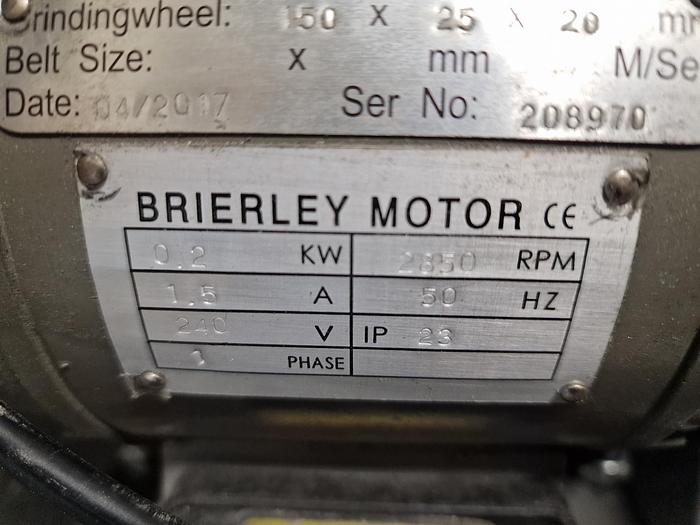 Grindingwheel: 150 X 25 X 20 mm
Belt Size: X mm M/Se
Date: 04/2017 Ser No: 208970
BRIERLEY MOTOR CE
0.2 KW 2850 RPM
1.5 A 50 HZ
240 V IP 23
1 PHASE